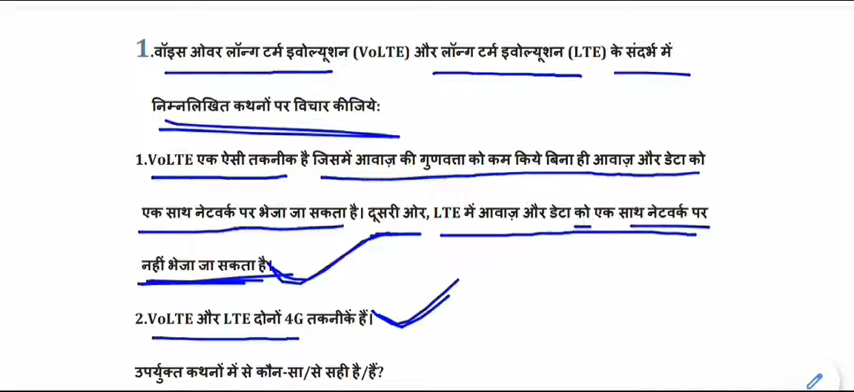 1.वॉइस ओवर लॉन्ग टर्म इवोल्यूशन (VoLTE) और लॉन्ग टर्म इवोल्यूशन (LTE) के संदर्भ में
निम्नलिखित कथनों पर विचार कीजिये:
1.VoLTE एक ऐसी तकनीक है जिसमें आवाज़ की गुणवत्ता को कम किये बिना ही आवाज़ और डेटा को
एक साथ नेटवर्क पर भेजा जा सकता है। दूसरी ओर, LTE में आवाज़ और डेटा को एक साथ नेटवर्क पर
नहीं भेजा जा सकता है।
2.VoLTE और LTE दोनों 4G तकनीकें हैं।
उपर्युक्त कथनों में से कौन-सा/से सही है/हैं?